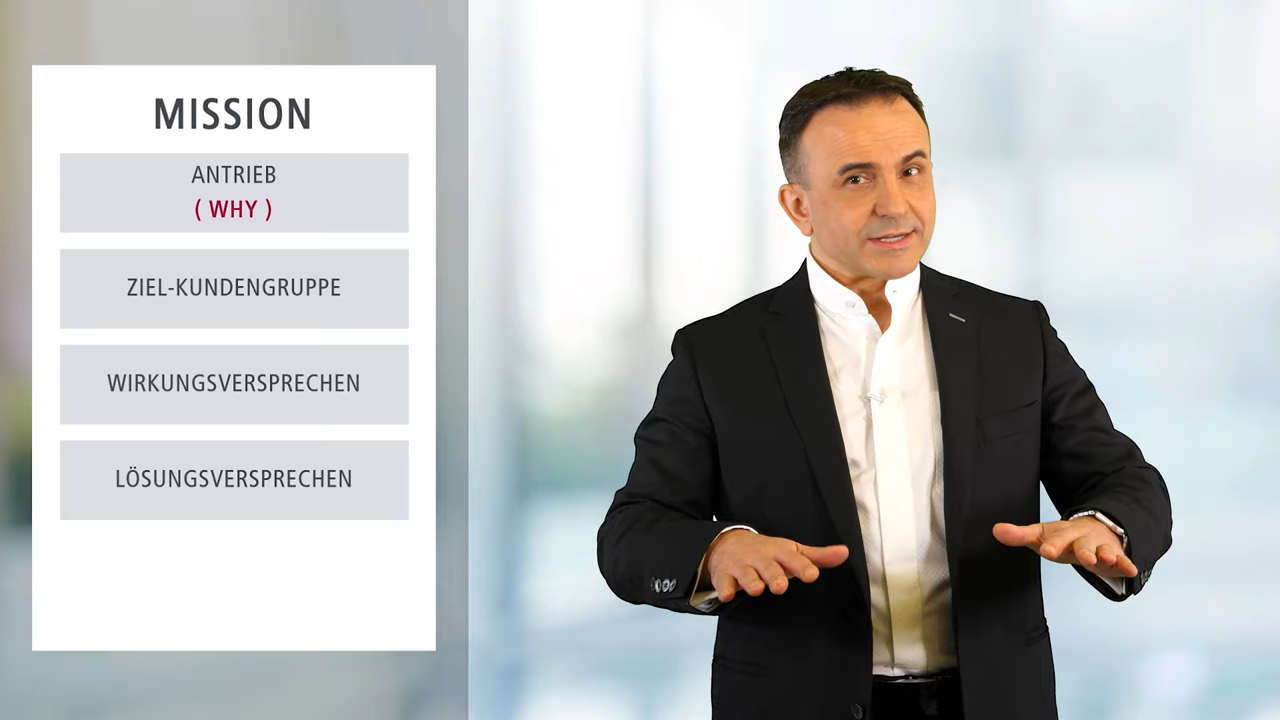 MISSION
ANTRIEB
( WHY )
ZIEL-KUNDENGRUPPE
WIRKUNGSVERSPRECHEN
LÖSUNGSVERSPRECHEN